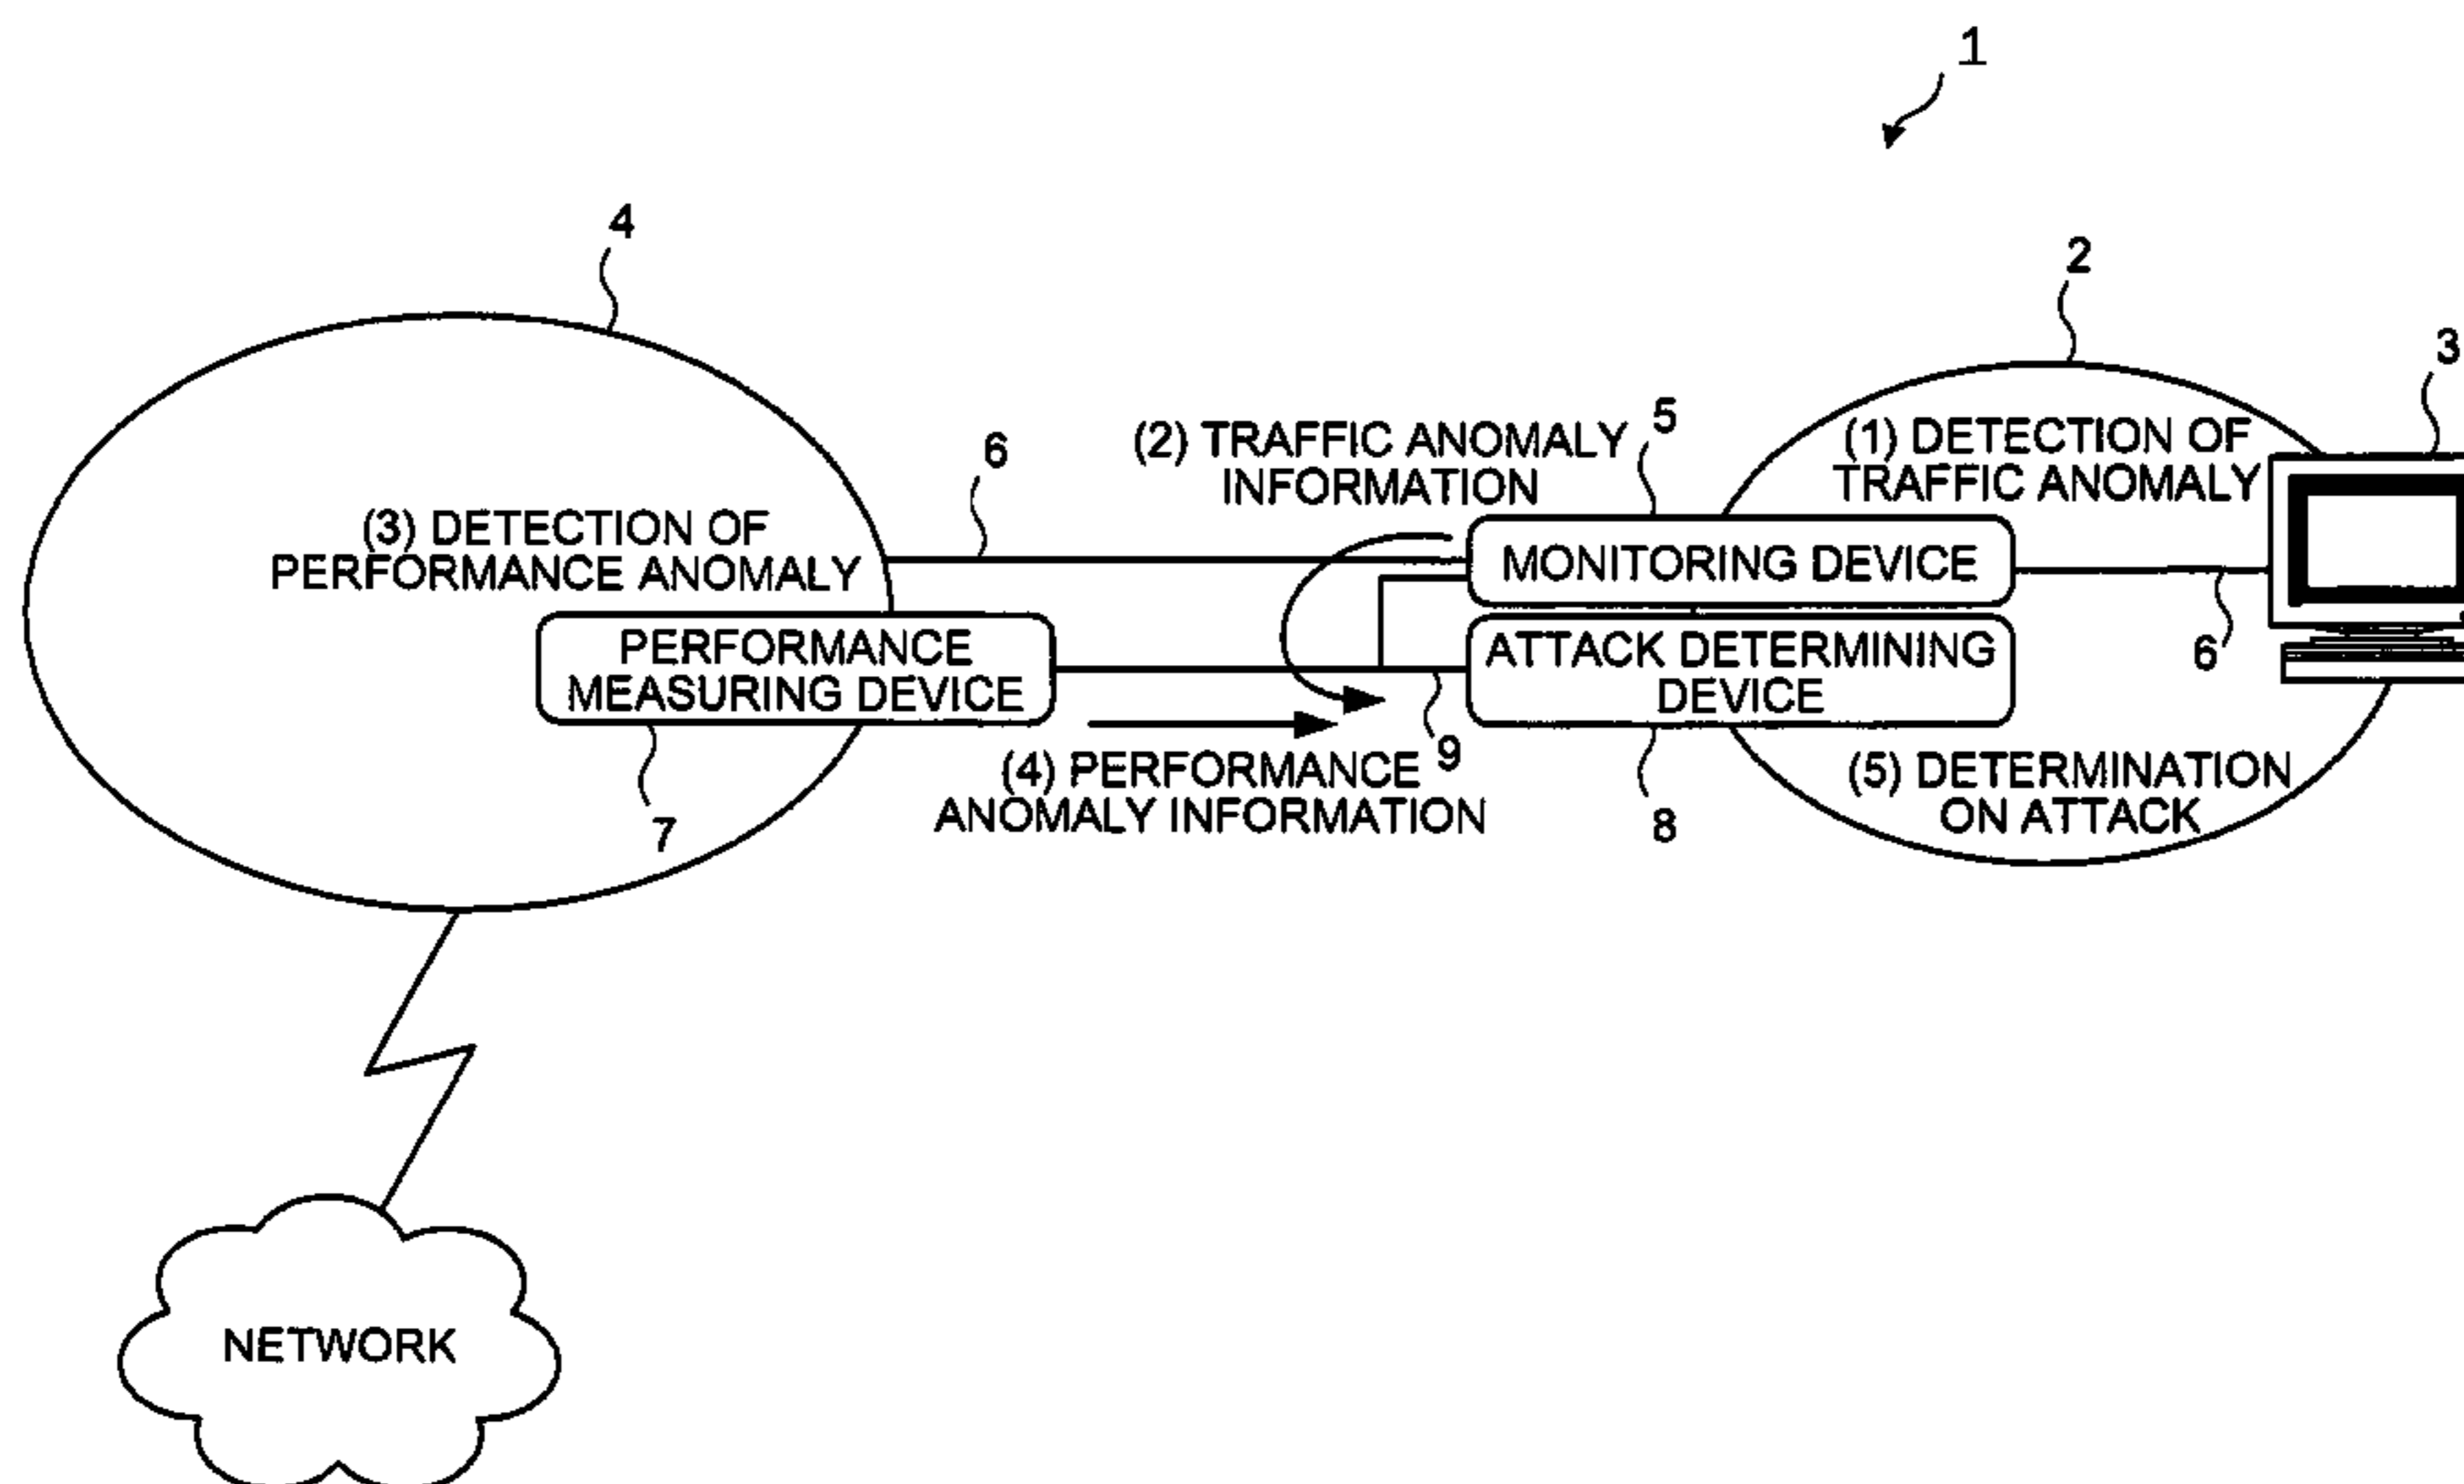 1
4
2
3
5
6
(2) TRAFFIC ANOMALY
INFORMATION
(1) DETECTION OF
TRAFFIC ANOMALY
(3) DETECTION OF
PERFORMANCE ANOMALY
MONITORING DEVICE
PERFORMANCE
MEASURING DEVICE
ATTACK DETERMINING
DEVICE
6
9
(4) PERFORMANCE
ANOMALY INFORMATION
(5) DETERMINATION
ON ATTACK
7
8
NETWORK